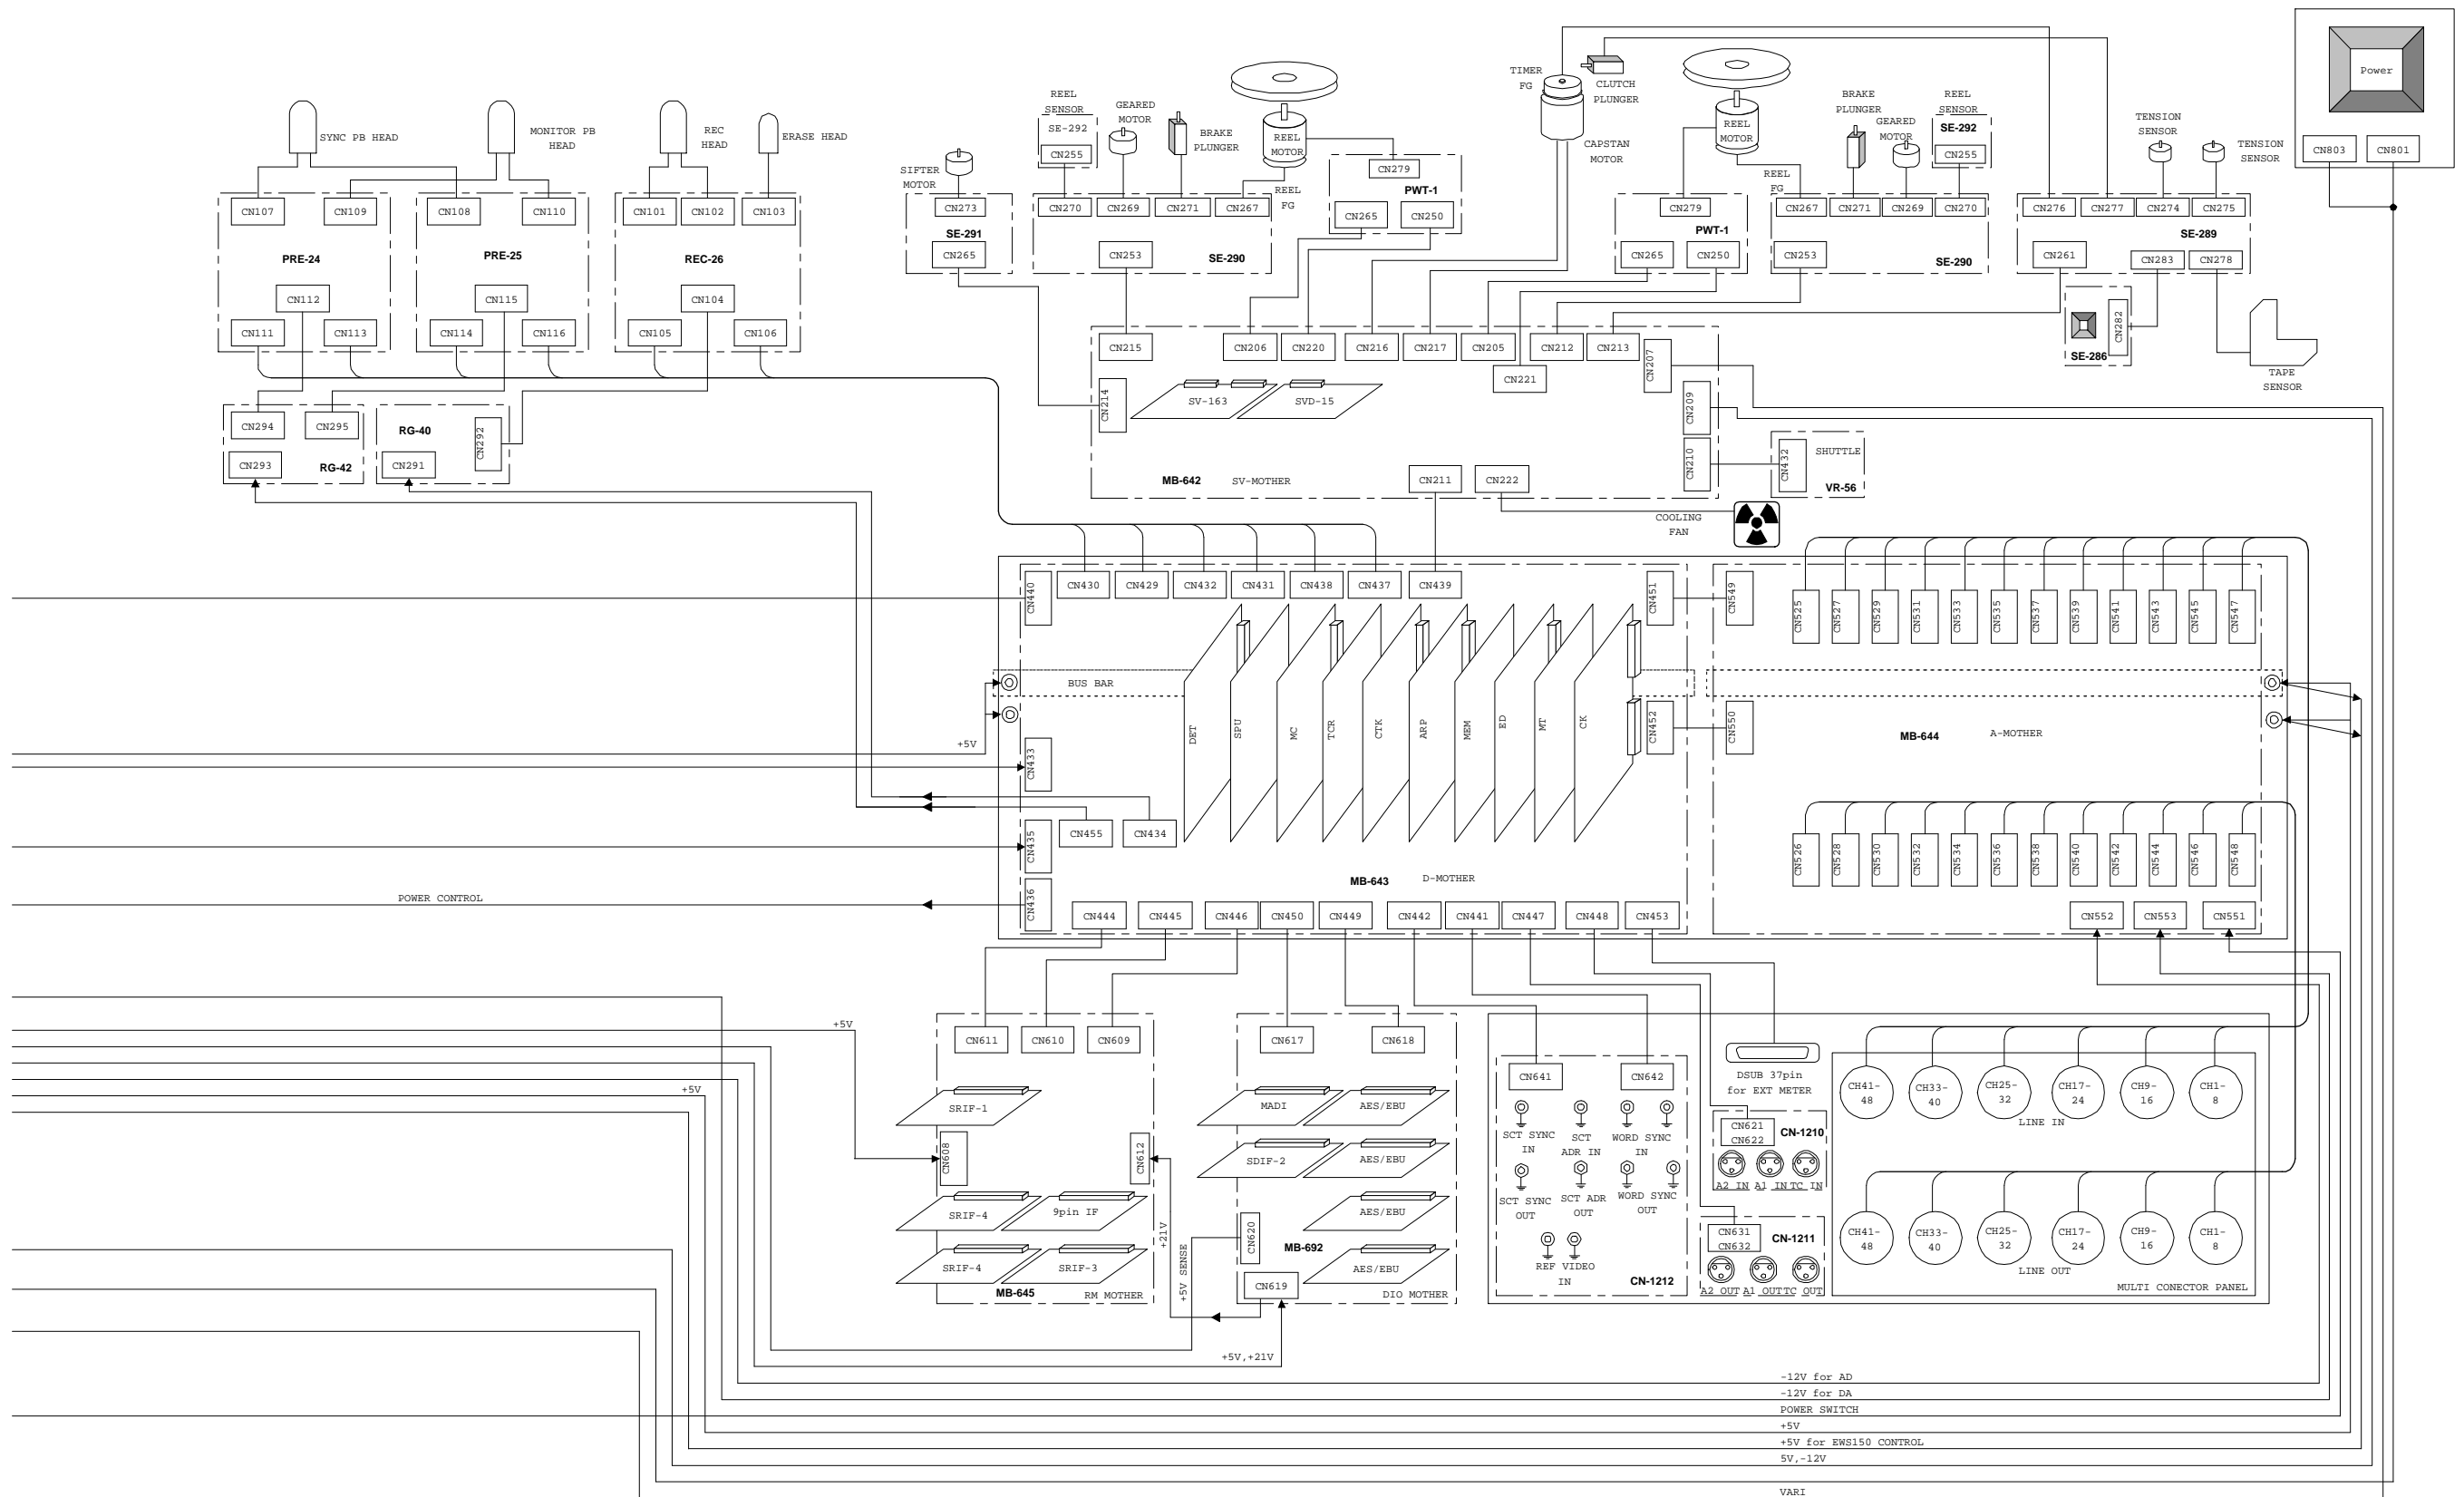 Power
CN803
CN801
SYNC PB HEAD
MONITOR PB
HEAD
REC
HEAD
ERASE HEAD
SIFTER
MOTOR
REEL
SENSOR
SE-292
CN255
GEARED
MOTOR
BRAKE
PLUNGER
REEL
MOTOR
REEL
FG
TIMER
FG
CLUTCH
PLUNGER
CAPSTAN
MOTOR
REEL
MOTOR
REEL
FG
BRAKE
PLUNGER
GEARED
MOTOR
REEL
SENSOR
SE-292
CN255
TENSION
SENSOR
TENSION
SENSOR
CN107
CN109
PRE-24
CN112
CN111
CN113
CN108
CN110
PRE-25
CN115
CN114
CN116
CN101
CN102
CN103
REC-26
CN104
CN105
CN106
CN273
SE-291
CN265
CN270
CN269
CN271
CN267
CN253
SE-290
CN279
PWT-1
CN265
CN250
CN279
PWT-1
CN265
CN250
CN267
CN271
CN269
CN270
CN253
SE-290
CN276
CN277
CN274
CN275
SE-289
CN261
CN283
CN278
CN282
SE-286
TAPE
SENSOR
CN294
CN295
CN293
RG-42
RG-40
CN292
CN291
CN215
CN206
CN220
CN216
CN217
CN205
CN212
CN213
CN207
CN221
CN214
SV-163
SVD-15
CN209
CN210
MB-642
SV-MOTHER
CN211
CN222
CN432
SHUTTLE
VR-56
COOLING
FAN
CN440
CN430
CN429
CN432
CN431
CN438
CN437
CN439
CN451
CN549
CN525
CN527
CN529
CN531
CN533
CN535
CN537
CN539
CN541
CN543
CN545
CN547
BUS BAR
DET
SPU
MC
TCR
CTK
ARP
MEM
ED
MT
CK
CN452
CN550
MB-644
A-MOTHER
+5V
CN433
CN435
CN455
CN434
CN526
CN528
CN530
CN532
CN534
CN536
CN538
CN540
CN542
CN544
CN546
CN548
MB-643
D-MOTHER
POWER CONTROL
CN436
CN444
CN445
CN446
CN450
CN449
CN442
CN441
CN447
CN448
CN453
CN552
CN553
CN551
+5V
+5V
CN611
CN610
CN609
SRIF-1
CN608
CN612
SRIF-4
9pin IF
SRIF-4
SRIF-3
MB-645
RM MOTHER
+21V
+5V SENSE
CN617
CN618
MADI
AES/EBU
SDIF-2
AES/EBU
AES/EBU
CN620
MB-692
AES/EBU
CN619
DIO MOTHER
+5V,+21V
CN641
CN642
SCT SYNC
IN
SCT
ADR IN
WORD SYNC
IN
SCT SYNC
OUT
SCT ADR
OUT
WORD SYNC
OUT
REF VIDEO
IN
CN-1212
DSUB 37pin
for EXT METER
CN621
CN622
CN-1210
A2 IN
A1 IN
TC IN
CN631
CN632
CN-1211
A2 OUT
A1 OUT
TC OUT
CH41-
48
CH33-
40
CH25-
32
CH17-
24
CH9-
16
CH1-
8
LINE IN
CH41-
48
CH33-
40
CH25-
32
CH17-
24
CH9-
16
CH1-
8
LINE OUT
MULTI CONECTOR PANEL
-12V for AD
-12V for DA
POWER SWITCH
+5V
+5V for EWS150 CONTROL
5V,-12V
VARI